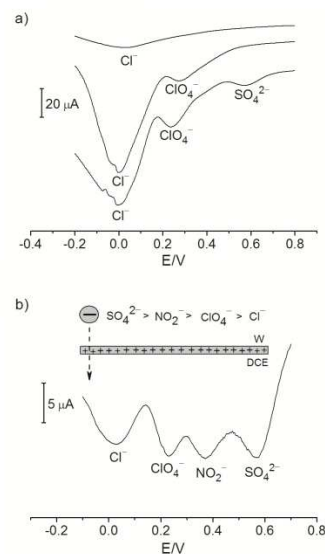 a)
Cl⁻
ClO₄⁻
SO₄²⁻
20 μA
ClO₄⁻
Cl⁻
Cl⁻
-0.4 -0.2 0.0 0.2 0.4 0.6 0.8
E/V
b)
SO₄²⁻ > NO₂⁻ > ClO₄⁻ > Cl⁻
W
DCE
5 μA
Cl⁻
ClO₄⁻ NO₂⁻ SO₄²⁻
-0.2 0.0 0.2 0.4 0.6 0.8
E/V